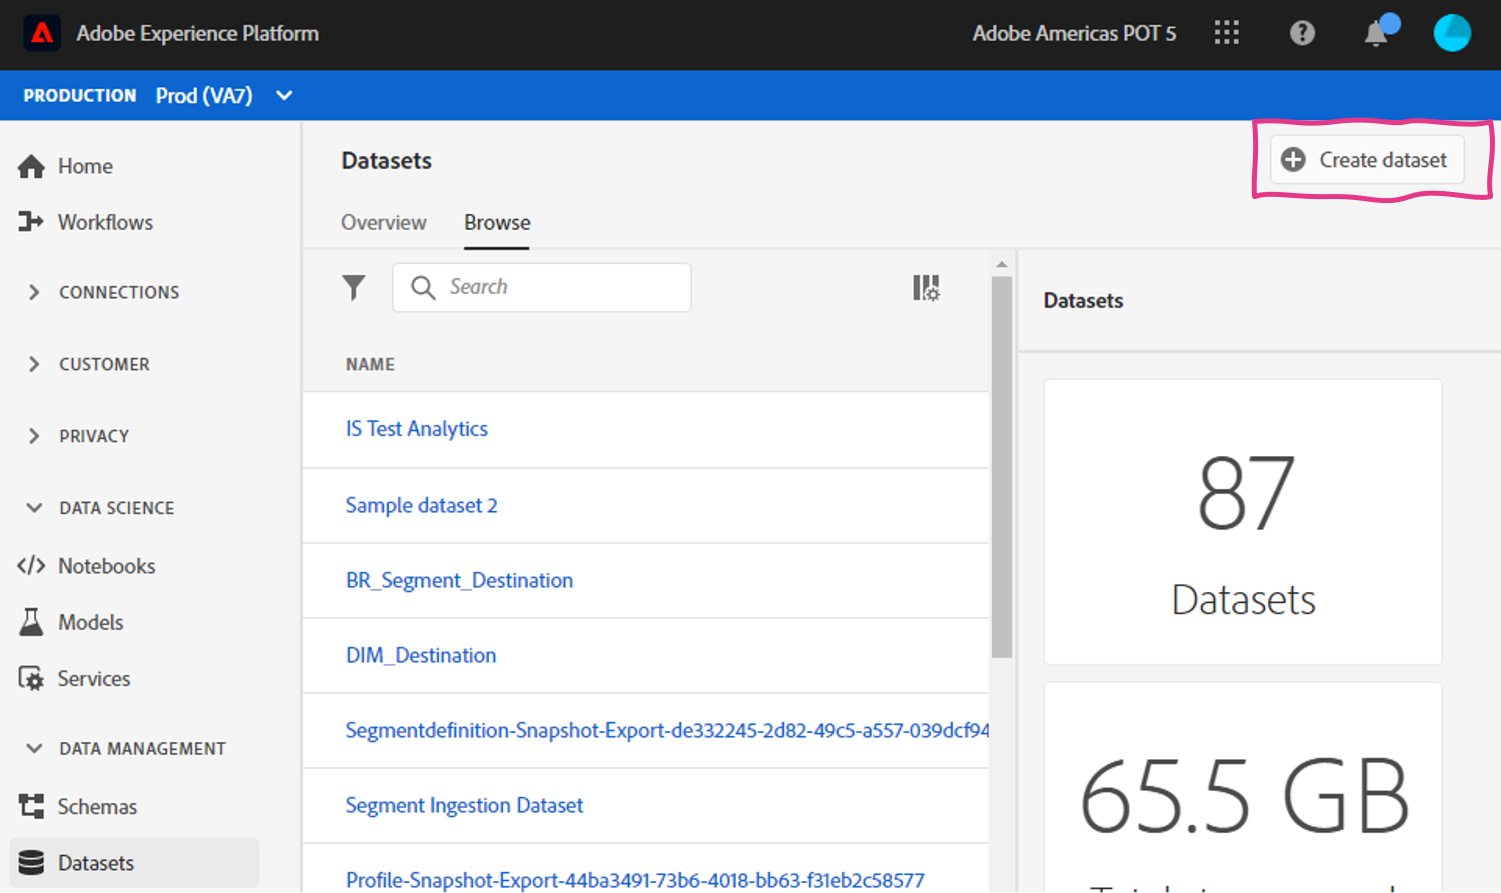 Adobe Experience Platform
Adobe Americas POT 5
PRODUCTION Prod (VA7)
Home
Workflows
CONNECTIONS
CUSTOMER
PRIVACY
DATA SCIENCE
Notebooks
Models
Services
DATA MANAGEMENT
Schemas
Datasets
Datasets
Create dataset
Overview Browse
Search
NAME
IS Test Analytics
Sample dataset 2
BR_Segment_Destination
DIM_Destination
Segmentdefinition-Snapshot-Export-de332245-2d82-49c5-a557-039dcf94
Segment Ingestion Dataset
Profile-Snapshot-Export-44ba3491-73b6-4018-bb63-f31eb2c58577
Datasets
87
Datasets
65.5 GB